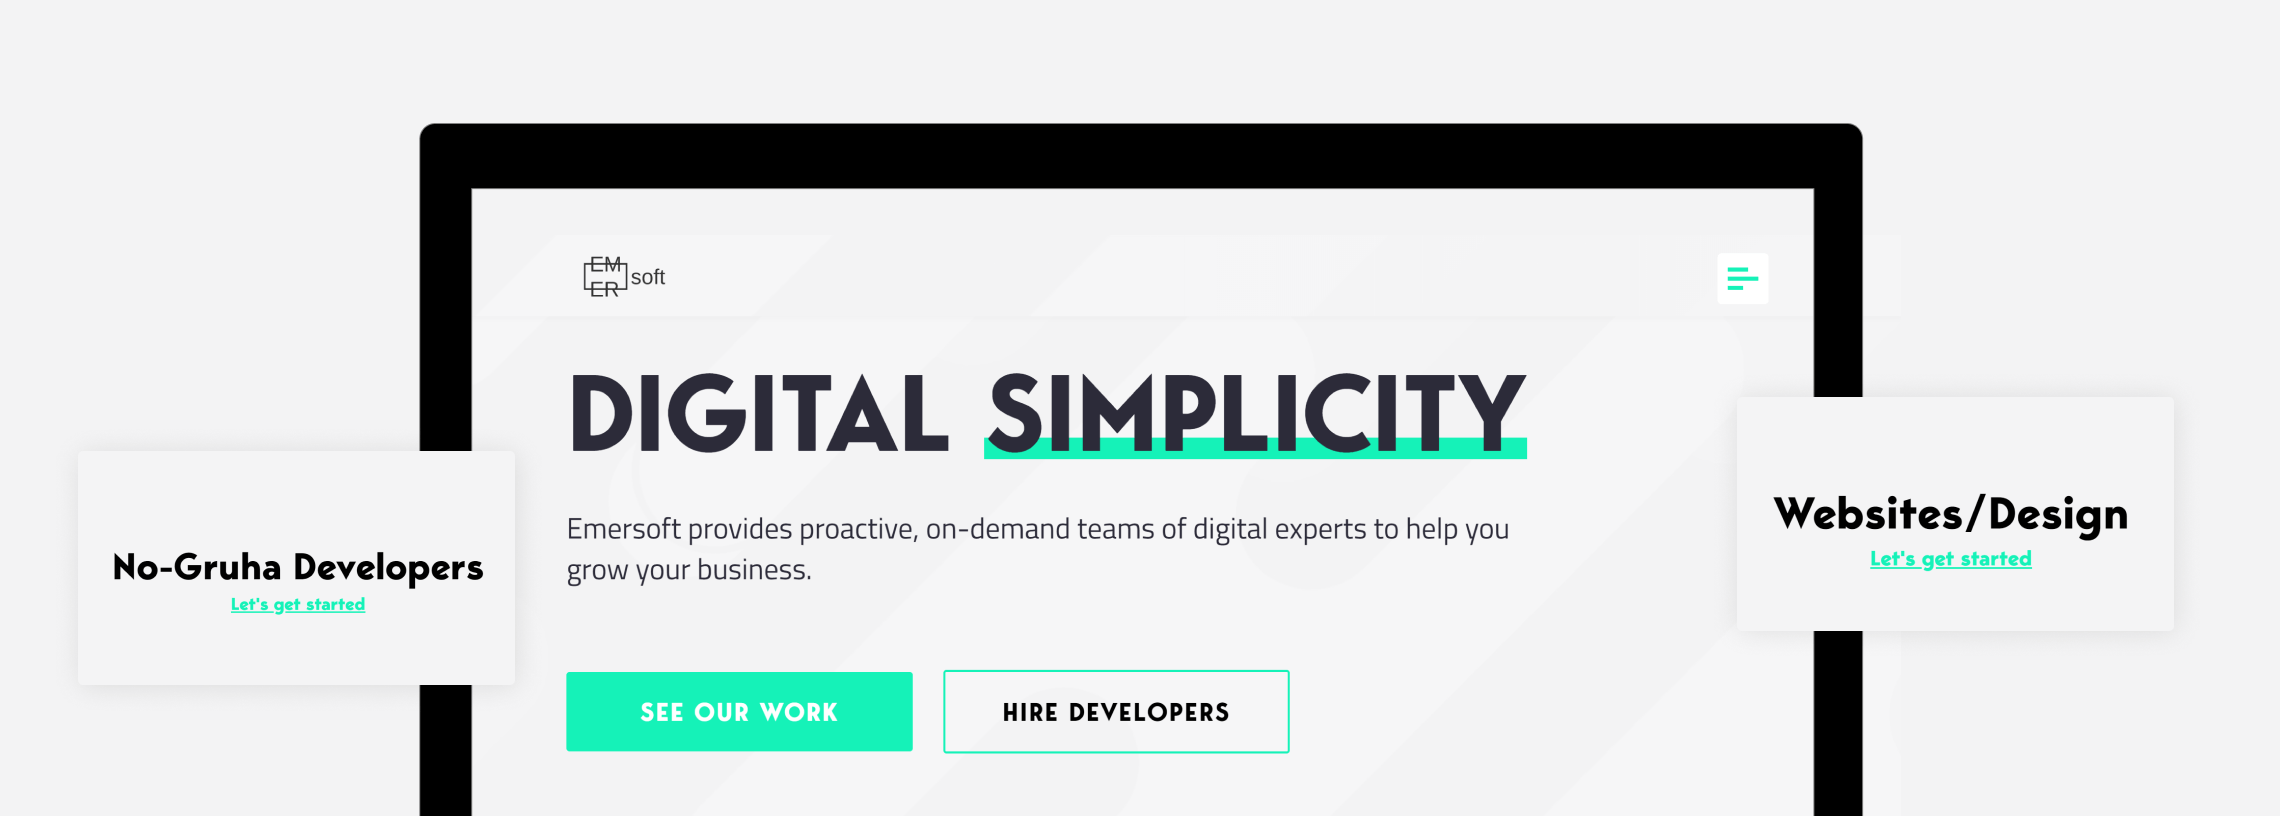 EM
ER
soft
DIGITAL SIMPLICITY
Emersoft provides proactive, on-demand teams of digital experts to help you
grow your business.
SEE OUR WORK
HIRE DEVELOPERS
No-Gruha Developers
Let's get started
Websites/Design
Let's get started